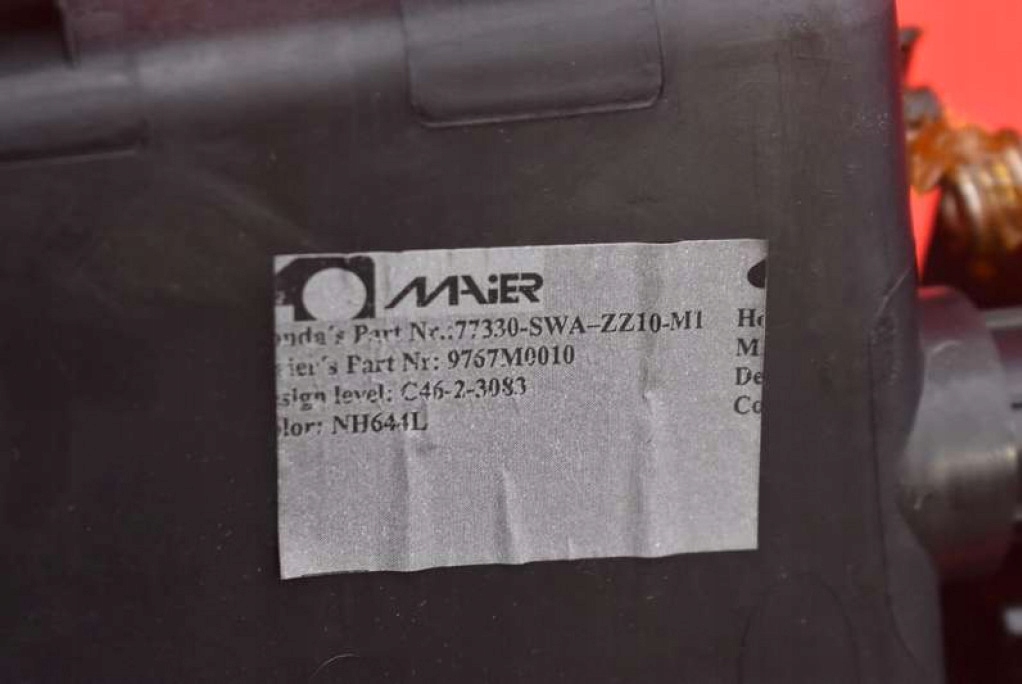 MAiER
onda's Part Nr.:77330-SWA-ZZ10-M1
ier's Part Nr: 9767M0010
sign level: C46-2-3083
lor: NH644L
Ho
M
De
Co